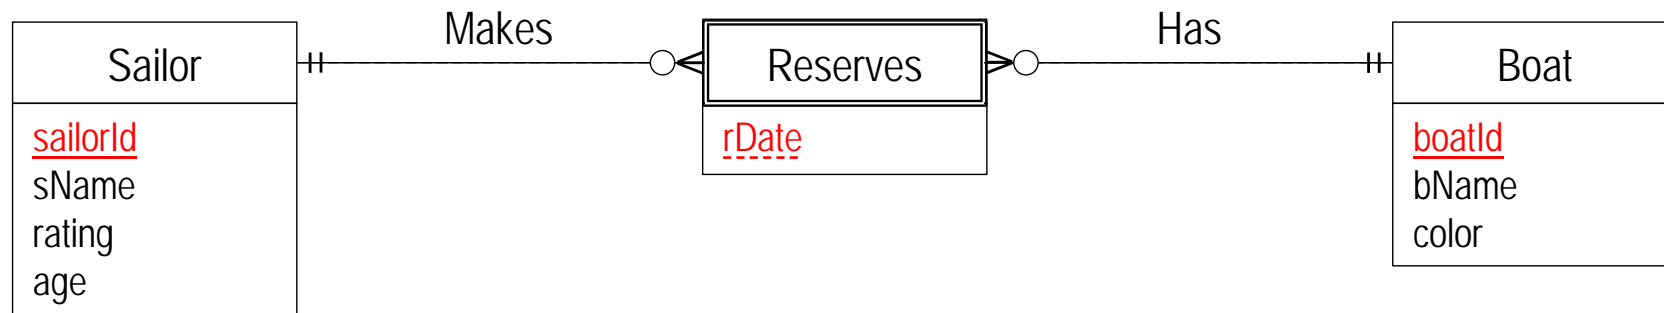 Makes
Has
Sailor
Reserves
Boat
sailorId
sName
rating
age
rDate
boatId
bName
color